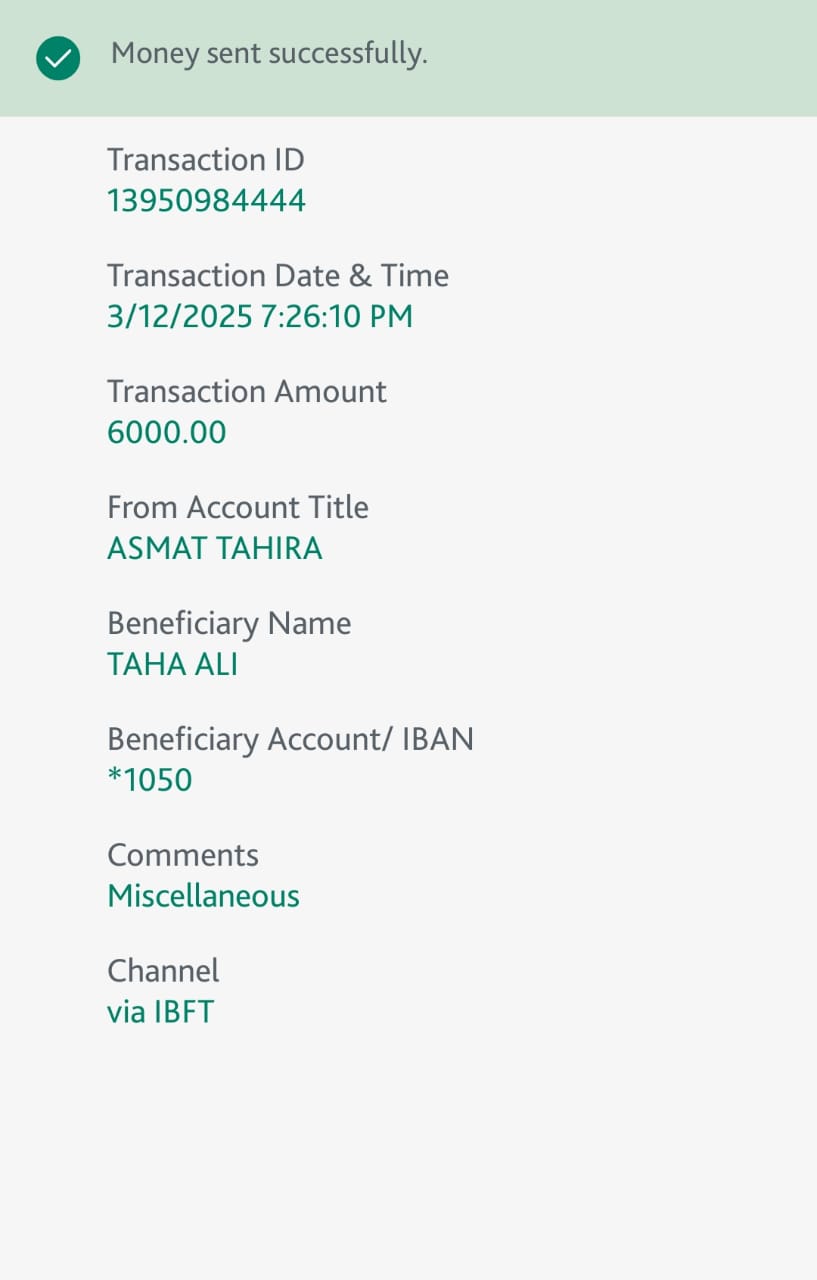 Money sent successfully.
Transaction ID
13950984444
Transaction Date & Time
3/12/2025 7:26:10 PM
Transaction Amount
6000.00
From Account Title
ASMAT TAHIRA
Beneficiary Name
TAHA ALI
Beneficiary Account/ IBAN
*1050
Comments
Miscellaneous
Channel
via IBFT